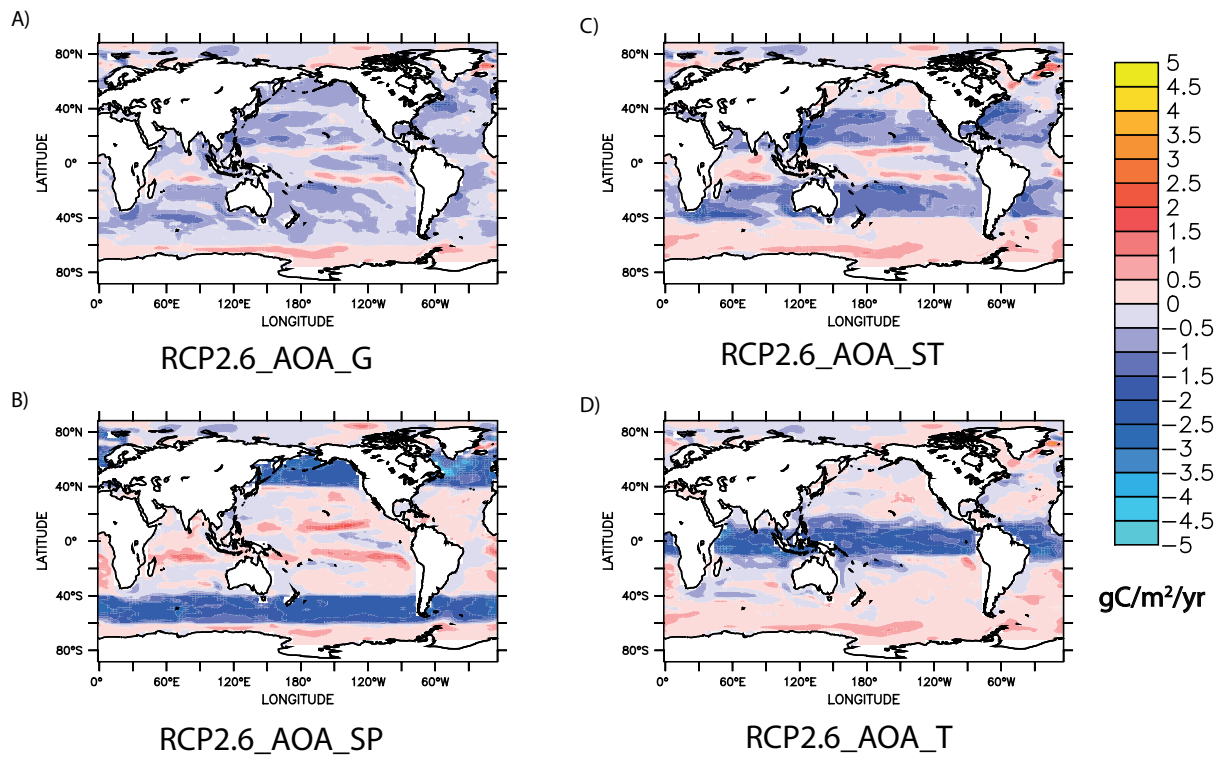 A)
80°N
40°N
0°
40°S
80°S
LATITUDE
0°
60°E
120°E
180°
120°W
60°W
LONGITUDE
RCP2.6_AOA_G
C)
80°N
40°N
0°
40°S
80°S
LATITUDE
0°
60°E
120°E
180°
120°W
60°W
LONGITUDE
RCP2.6_AOA_ST
B)
80°N
40°N
0°
40°S
80°S
LATITUDE
0°
60°E
120°E
180°
120°W
60°W
LONGITUDE
RCP2.6_AOA_SP
D)
80°N
40°N
0°
40°S
80°S
LATITUDE
0°
60°E
120°E
180°
120°W
60°W
LONGITUDE
RCP2.6_AOA_T
5
4.5
4
3.5
3
2.5
2
1.5
1
0.5
0
−0.5
−1
−1.5
−2
−2.5
−3
−3.5
−4
−4.5
−5
gC/m²/yr